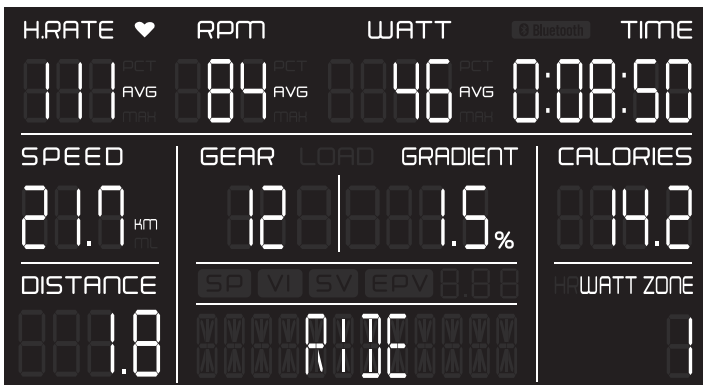 H.RATE ♥ RPM WATT Bluetooth TIME
PCT PCT PCT
111 AVG 84 AVG 46 AVG 0:08:50
MAX MAX MAX
SPEED GEAR LOAD GRADIENT CALORIES
21.7 KM 12 1.5% 14.2
ML
DISTANCE SP VI SV EPV HRWATT ZONE
1.8 RIDE 1